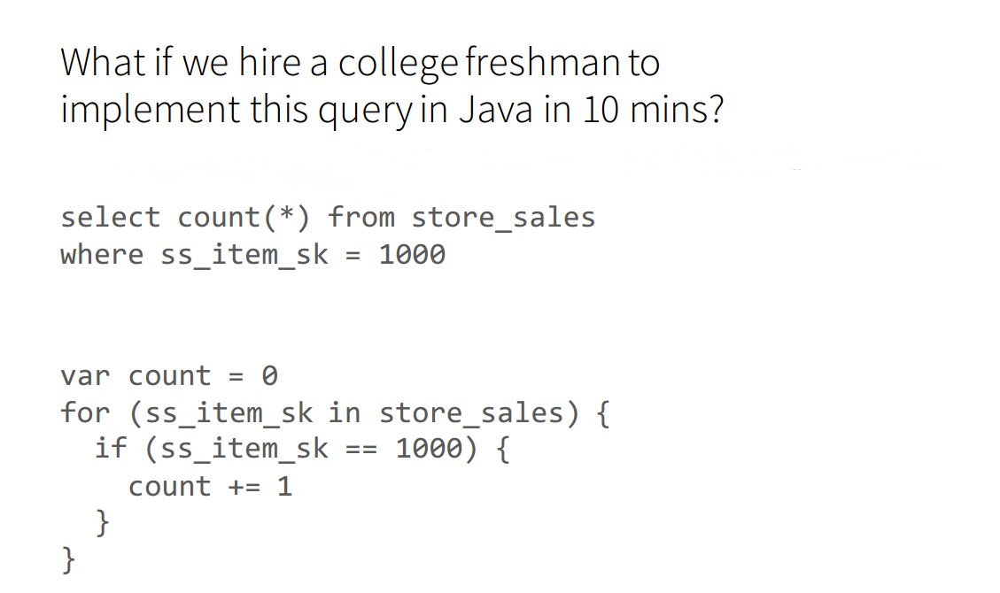 What if we hire a college freshman to
implement this query in Java in 10 mins?
select count(*) from store_sales
where ss_item_sk = 1000
var count = 0
for (ss_item_sk in store_sales) {
  if (ss_item_sk == 1000) {
    count += 1
  }
}